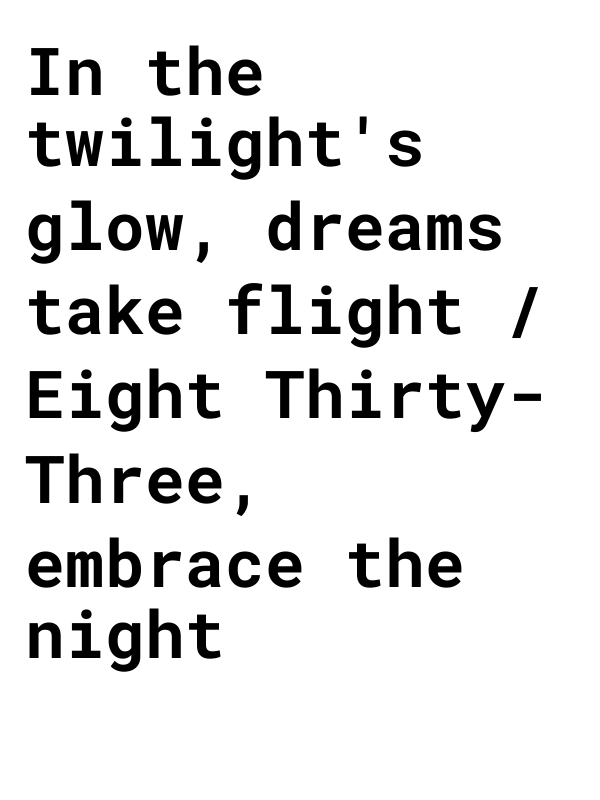 In the
twilight's
glow, dreams
take flight /
Eight Thirty-
Three,
embrace the
night